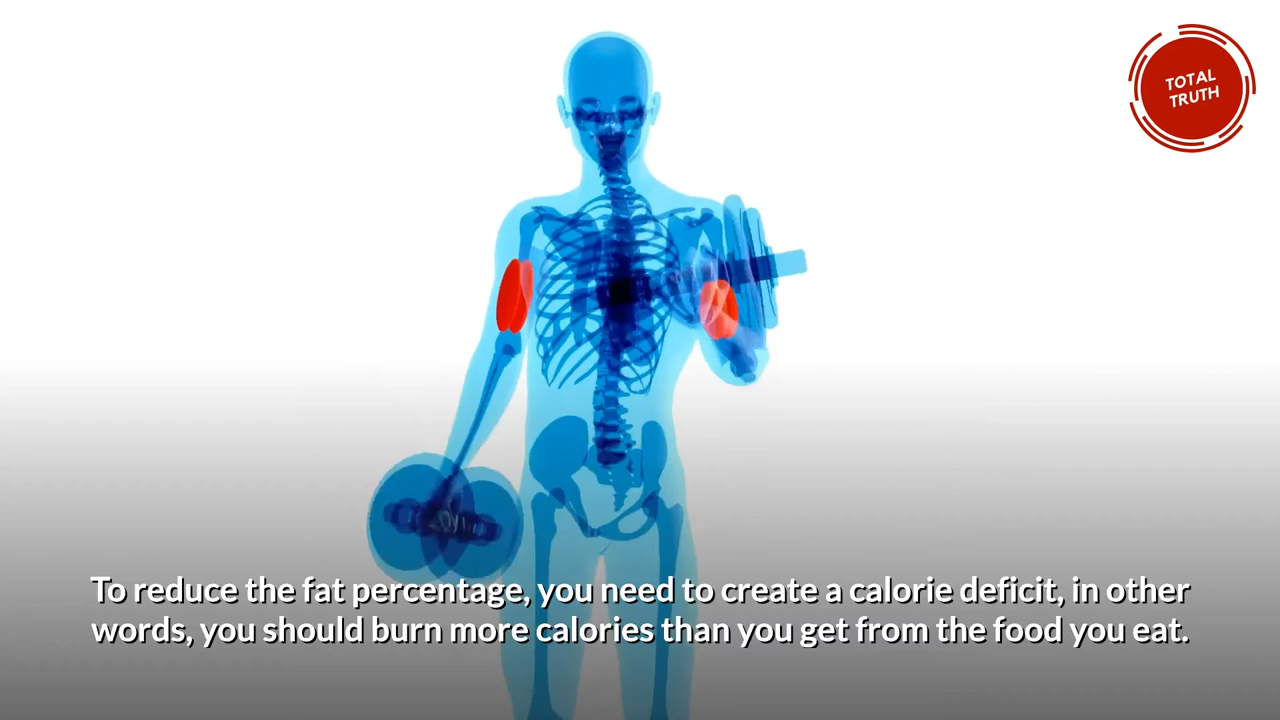 TOTAL
TRUTH
To reduce the fat percentage, you need to create a calorie deficit, in other
words, you should burn more calories than you get from the food you eat.